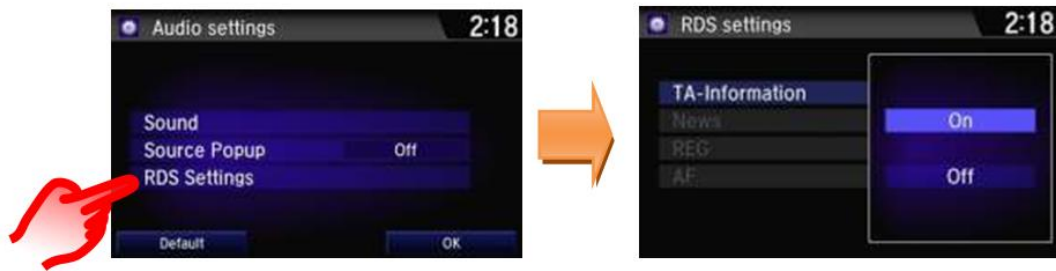 Audio settings 2:18
Sound
Source Popup Off
RDS Settings
Default OK
RDS settings 2:18
TA-Information
News On
REG
AF Off